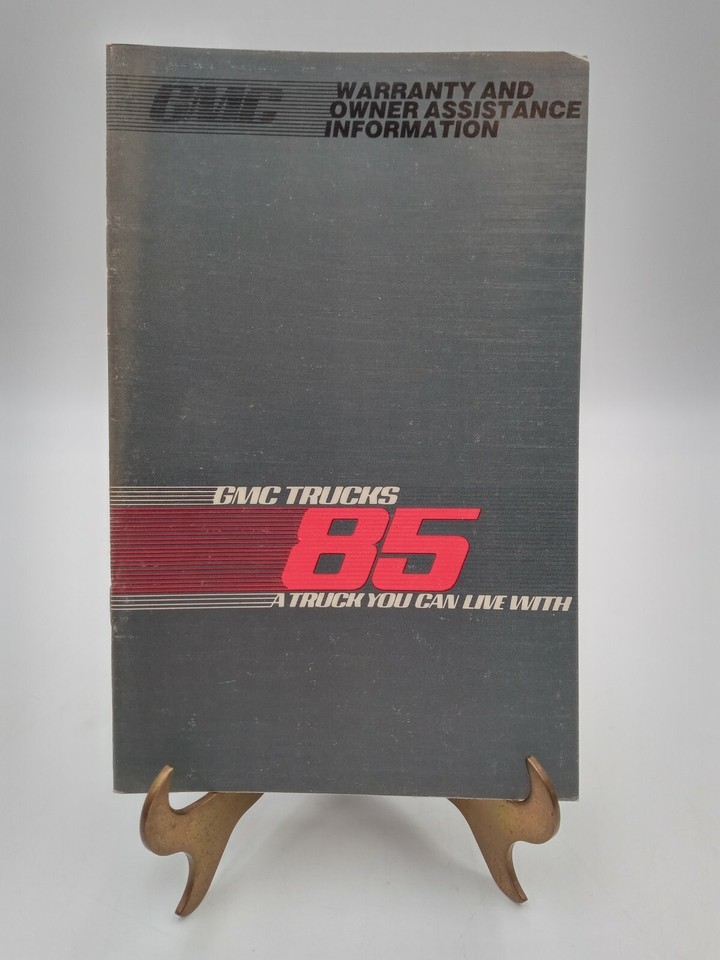 GMC
WARRANTY AND
OWNER ASSISTANCE
INFORMATION
GMC TRUCKS
85
A TRUCK YOU CAN LIVE WITH